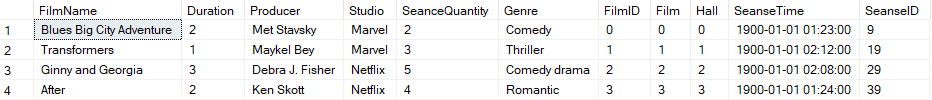 FilmName Duration Producer Studio SeanceQuantity Genre FilmID Film Hall SeanseTime SeanseID
1 Blues Big City Adventure 2 Met Stavsky Marvel 2 Comedy 0 0 0 1900-01-01 01:23:00 9
2 Transformers 1 Maykel Bey Marvel 3 Thriller 1 1 1 1900-01-01 02:12:00 19
3 Ginny and Georgia 3 Debra J. Fisher Netflix 5 Comedy drama 2 2 2 1900-01-01 02:08:00 29
4 After 2 Ken Skott Netflix 4 Romantic 3 3 3 1900-01-01 01:24:00 39